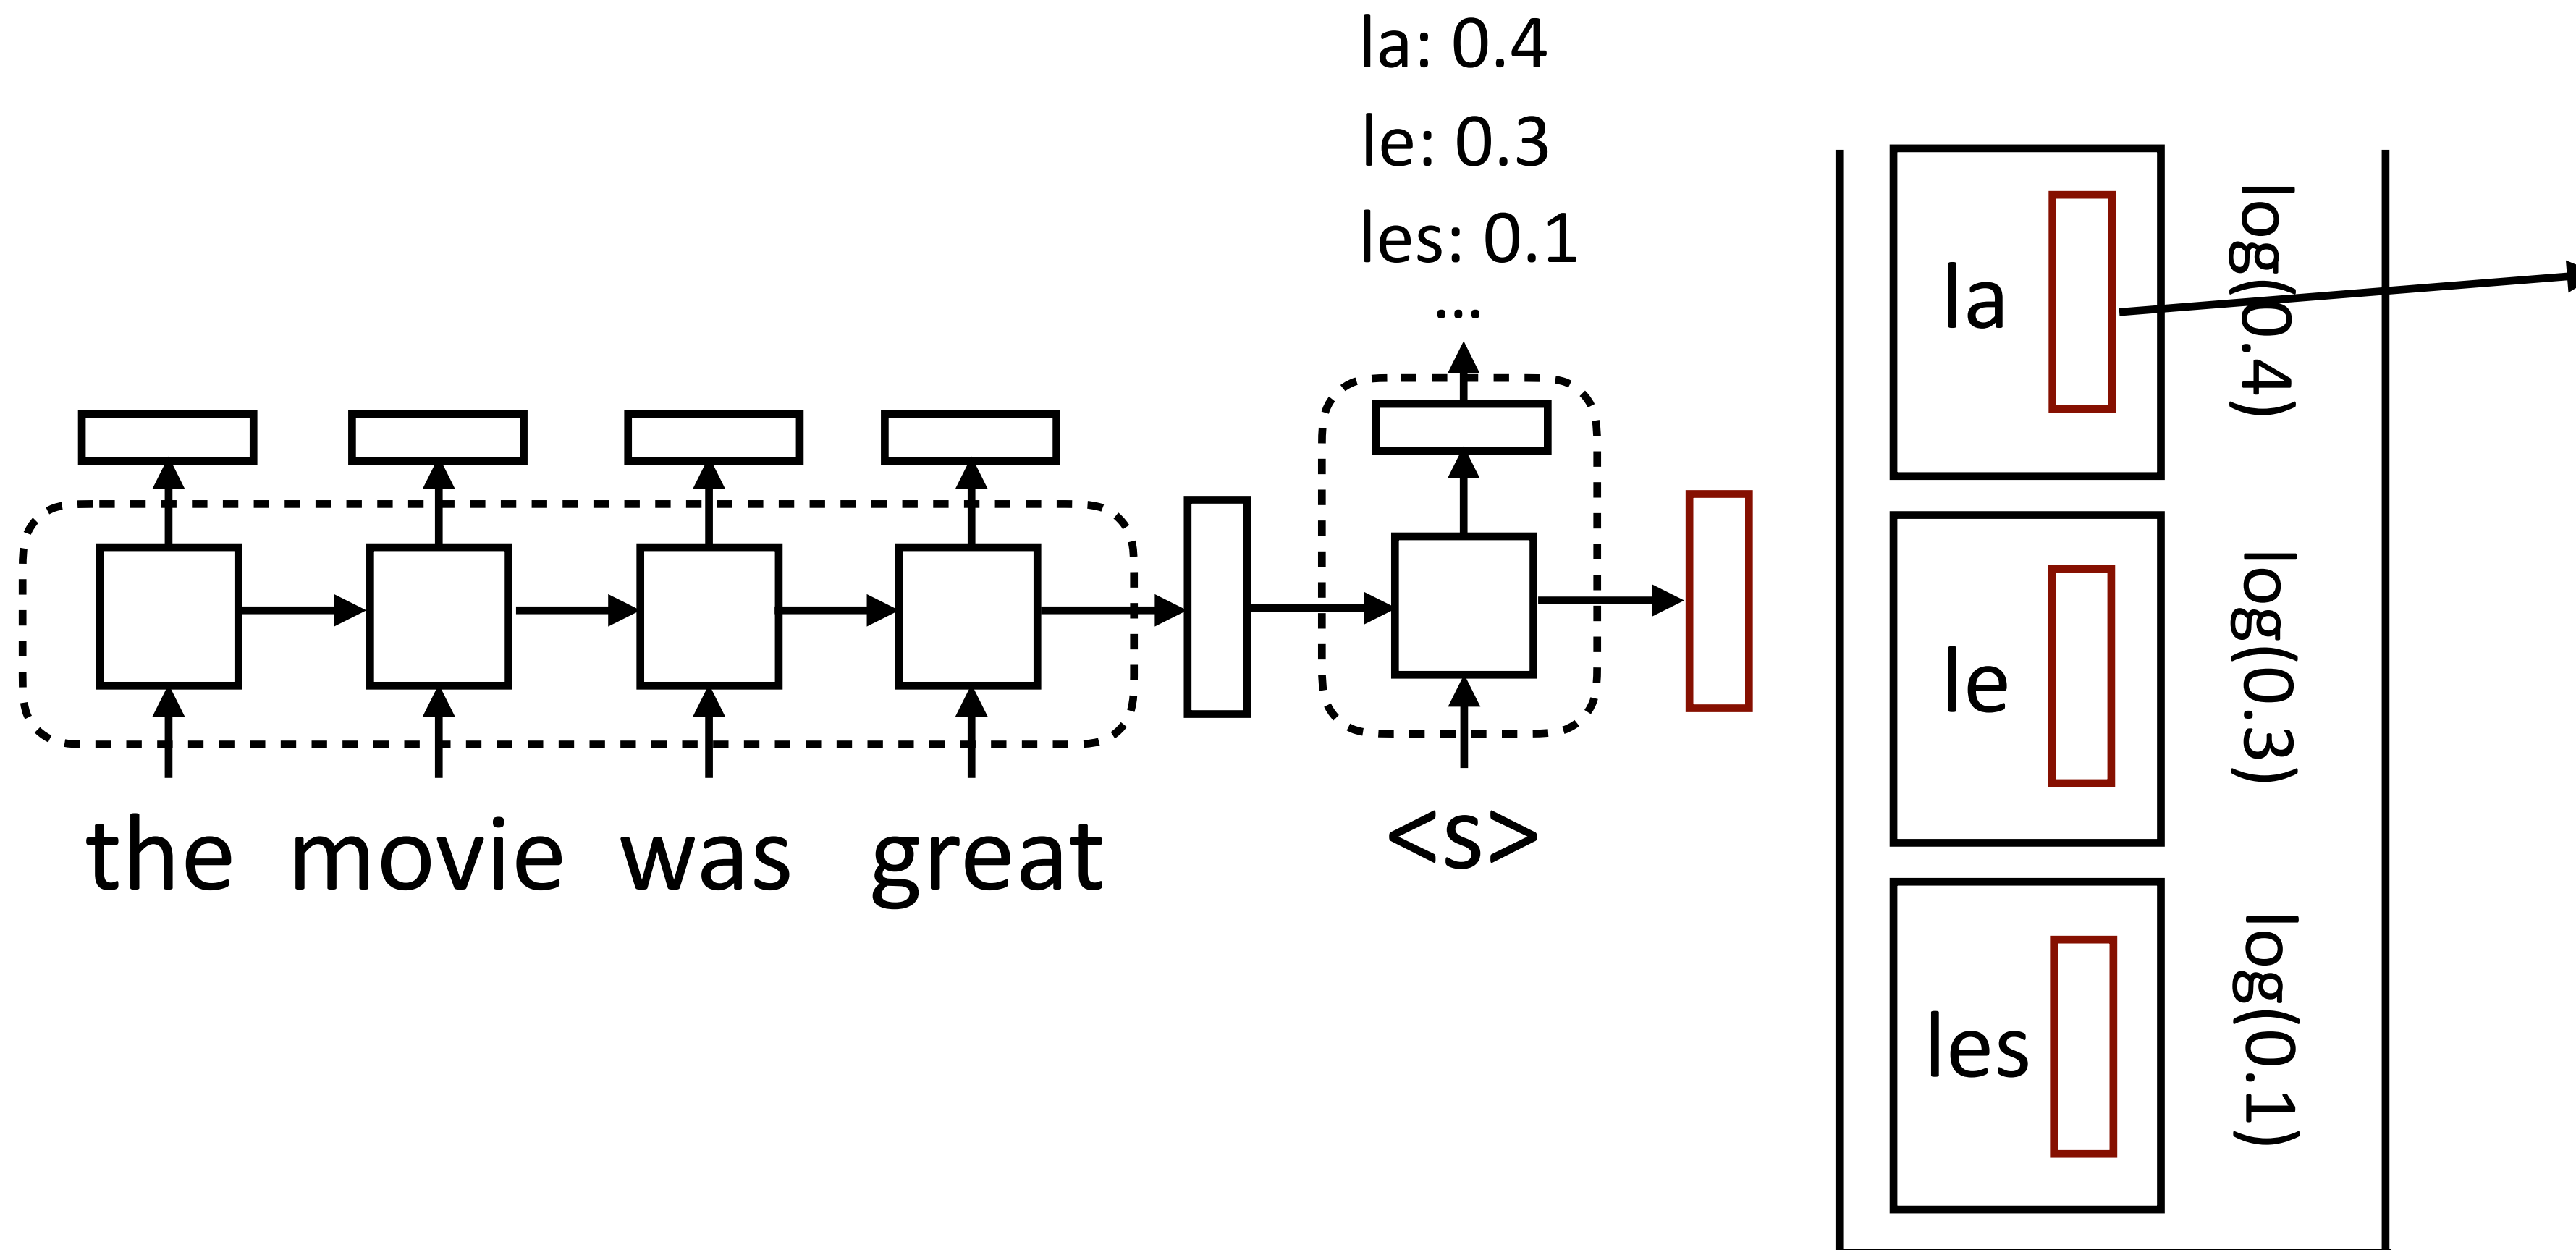 la: 0.4
le: 0.3
les: 0.1
...
the movie was great
<s>
la
log(0.4)
le
log(0.3)
les
log(0.1)